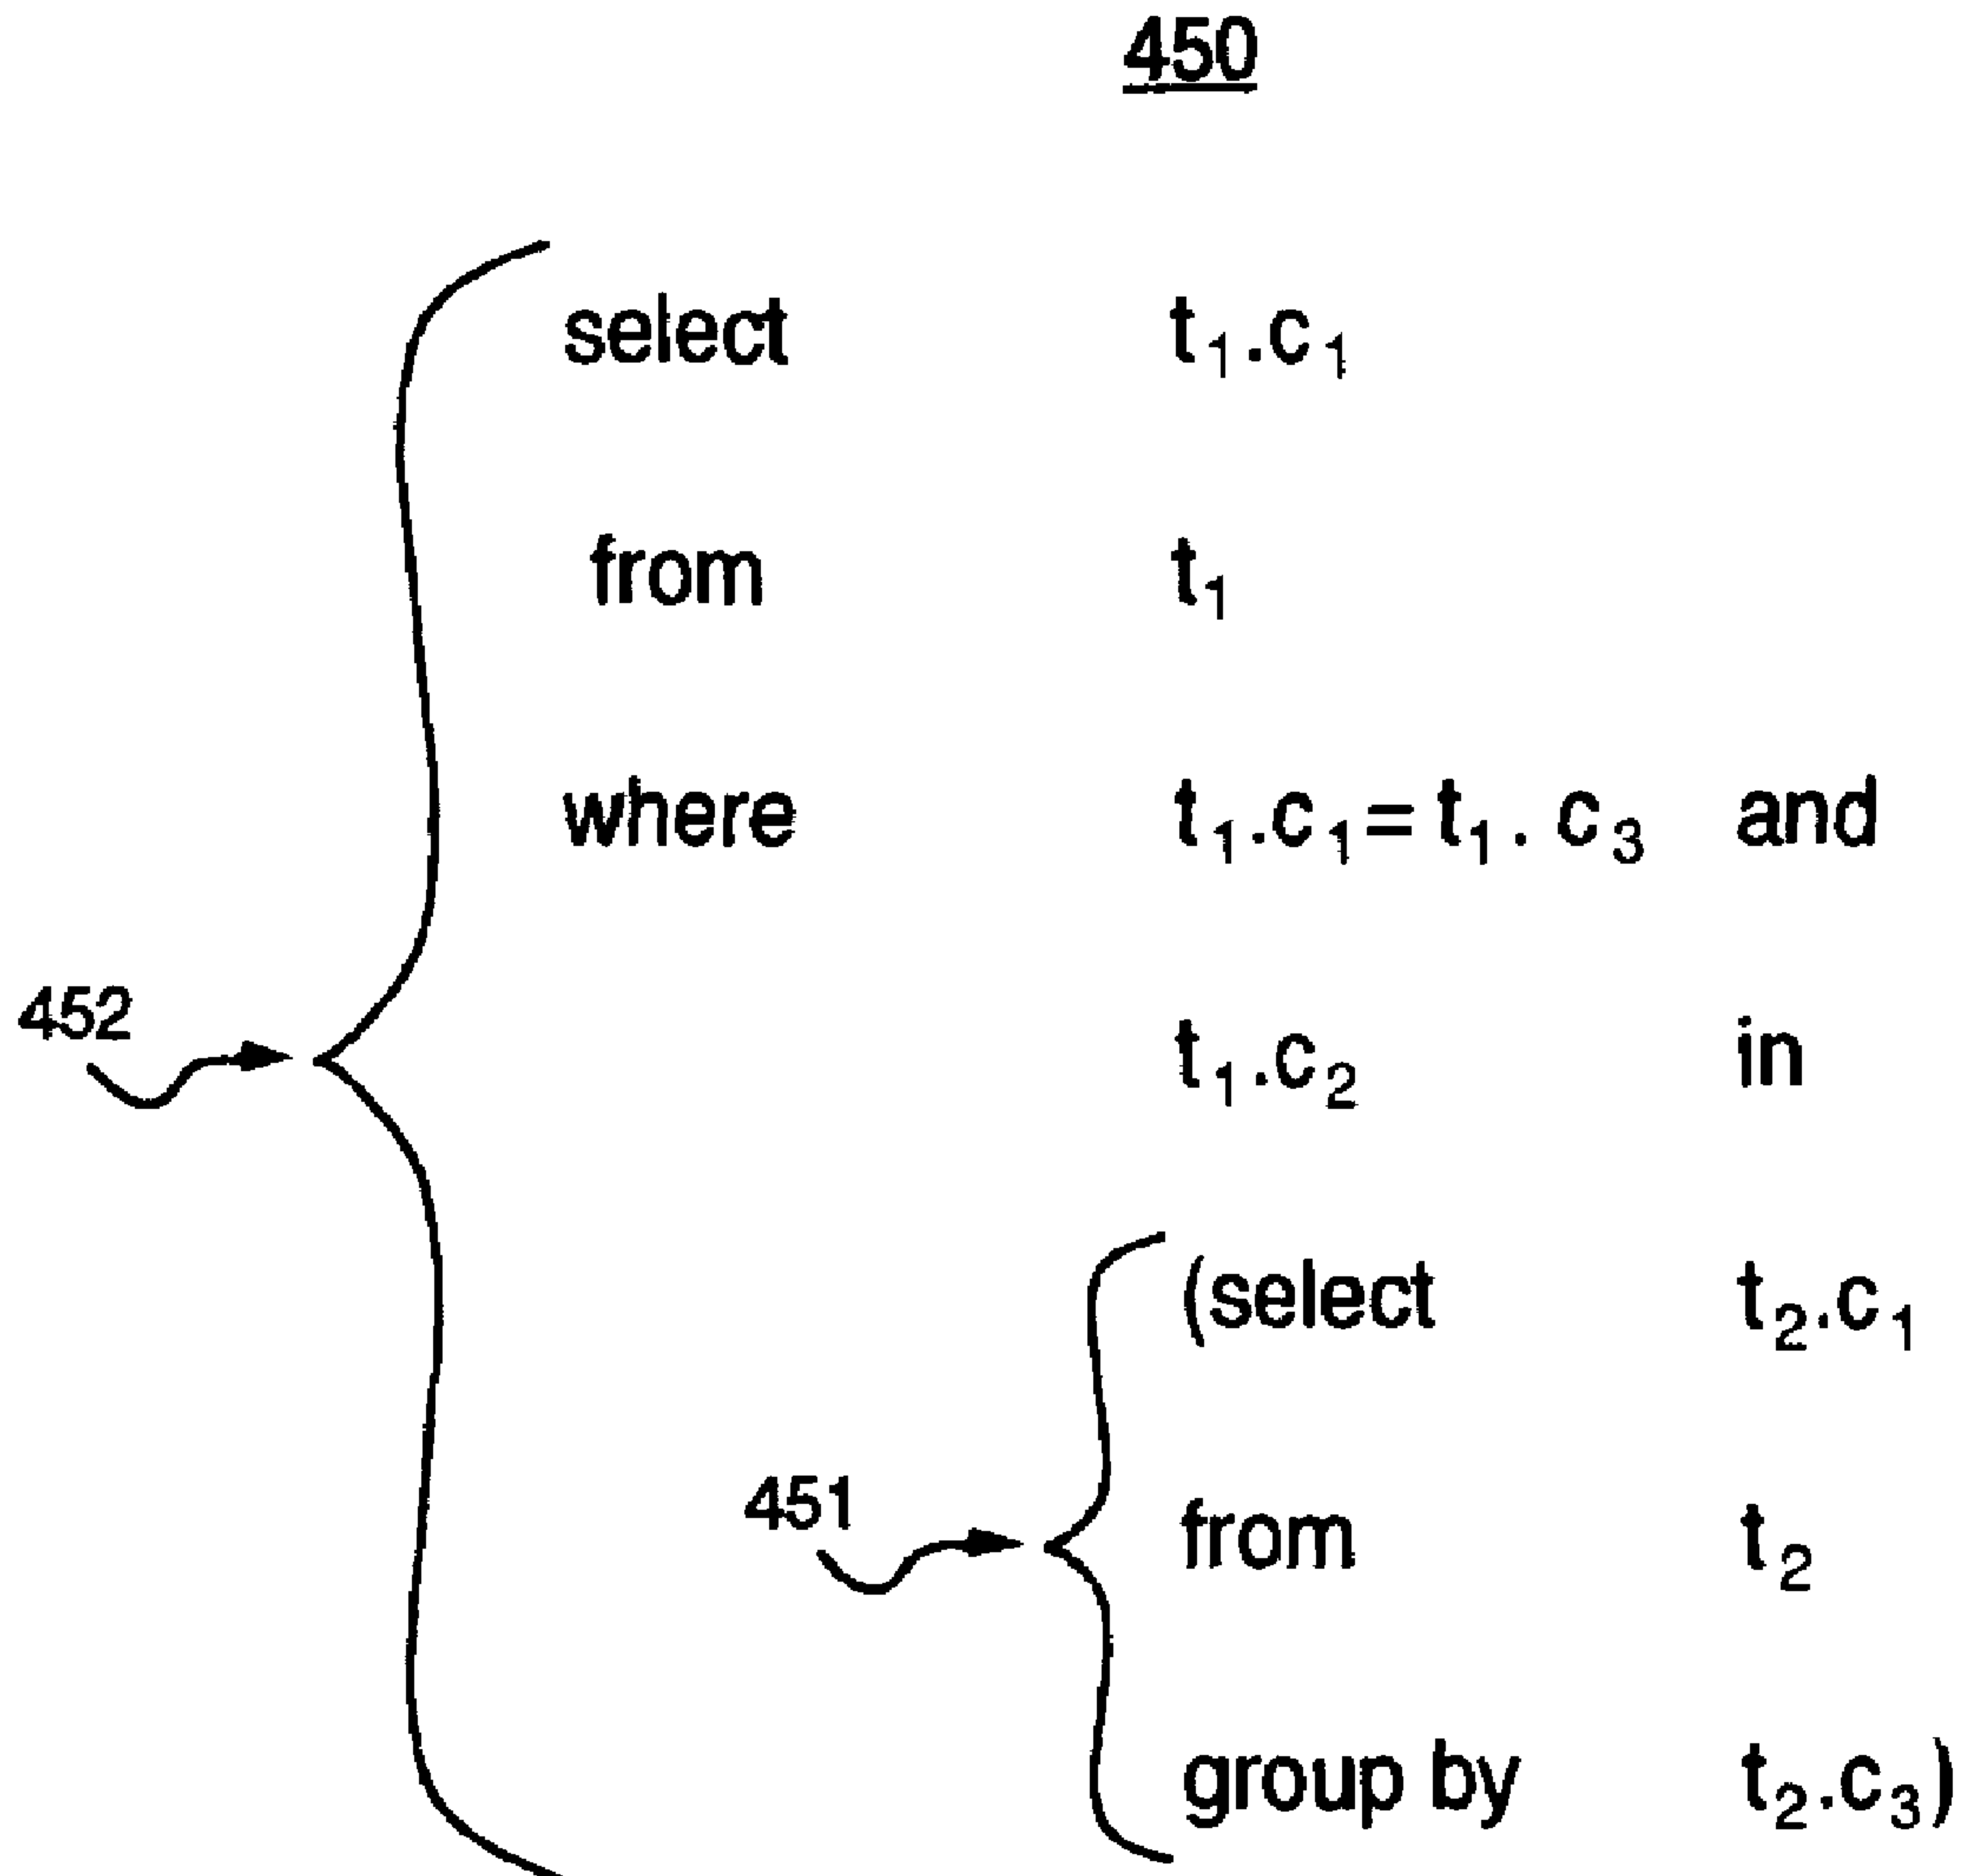 450
select t₁.c₁
from t₁
where t₁.c₁= t₁. c₃ and
452
t₁.c₂ in
(select t₂.c₁
451
from t₂
group by t₂.c₃)